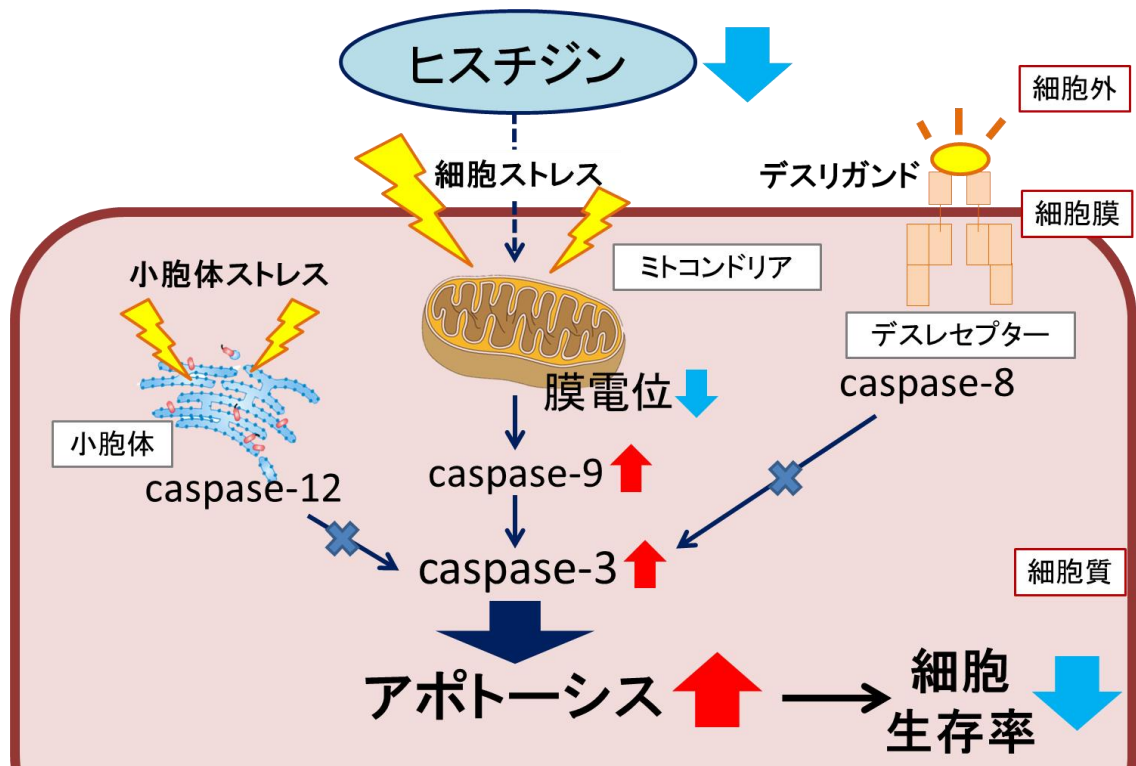 ヒスチジン
細胞外
細胞ストレス
デスリガンド
細胞膜
小胞体ストレス
ミトコンドリア
デスレセプター
膜電位
caspase-8
小胞体
caspase-9
caspase-12
caspase-3
細胞質
アポトーシス
細胞
生存率